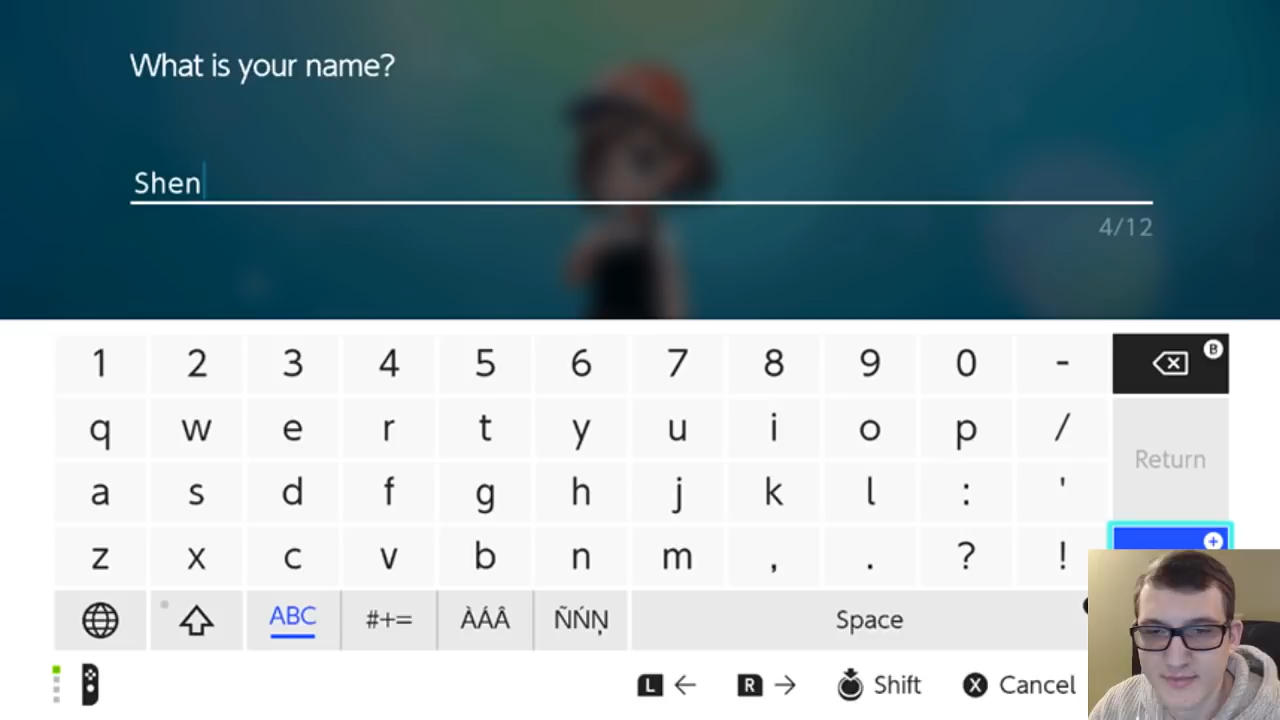 What is your name?
Shen
4/12
1 2 3 4 5 6 7 8 9 0 - B
q w e r t y u i o p /
Return
a s d f g h j k l : '
z x c v b n m , . ? ! +
ABC #+= ÀÁÂ ÑŃŅ Space
L ← R → Shift X Cancel